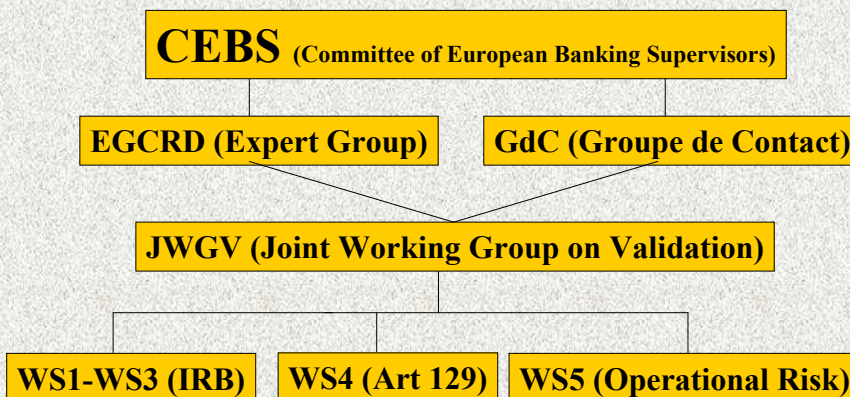 CEBS (Committee of European Banking Supervisors)
EGCRD (Expert Group)
GdC (Groupe de Contact)
JWGV (Joint Working Group on Validation)
WS1-WS3 (IRB)
WS4 (Art 129)
WS5 (Operational Risk)